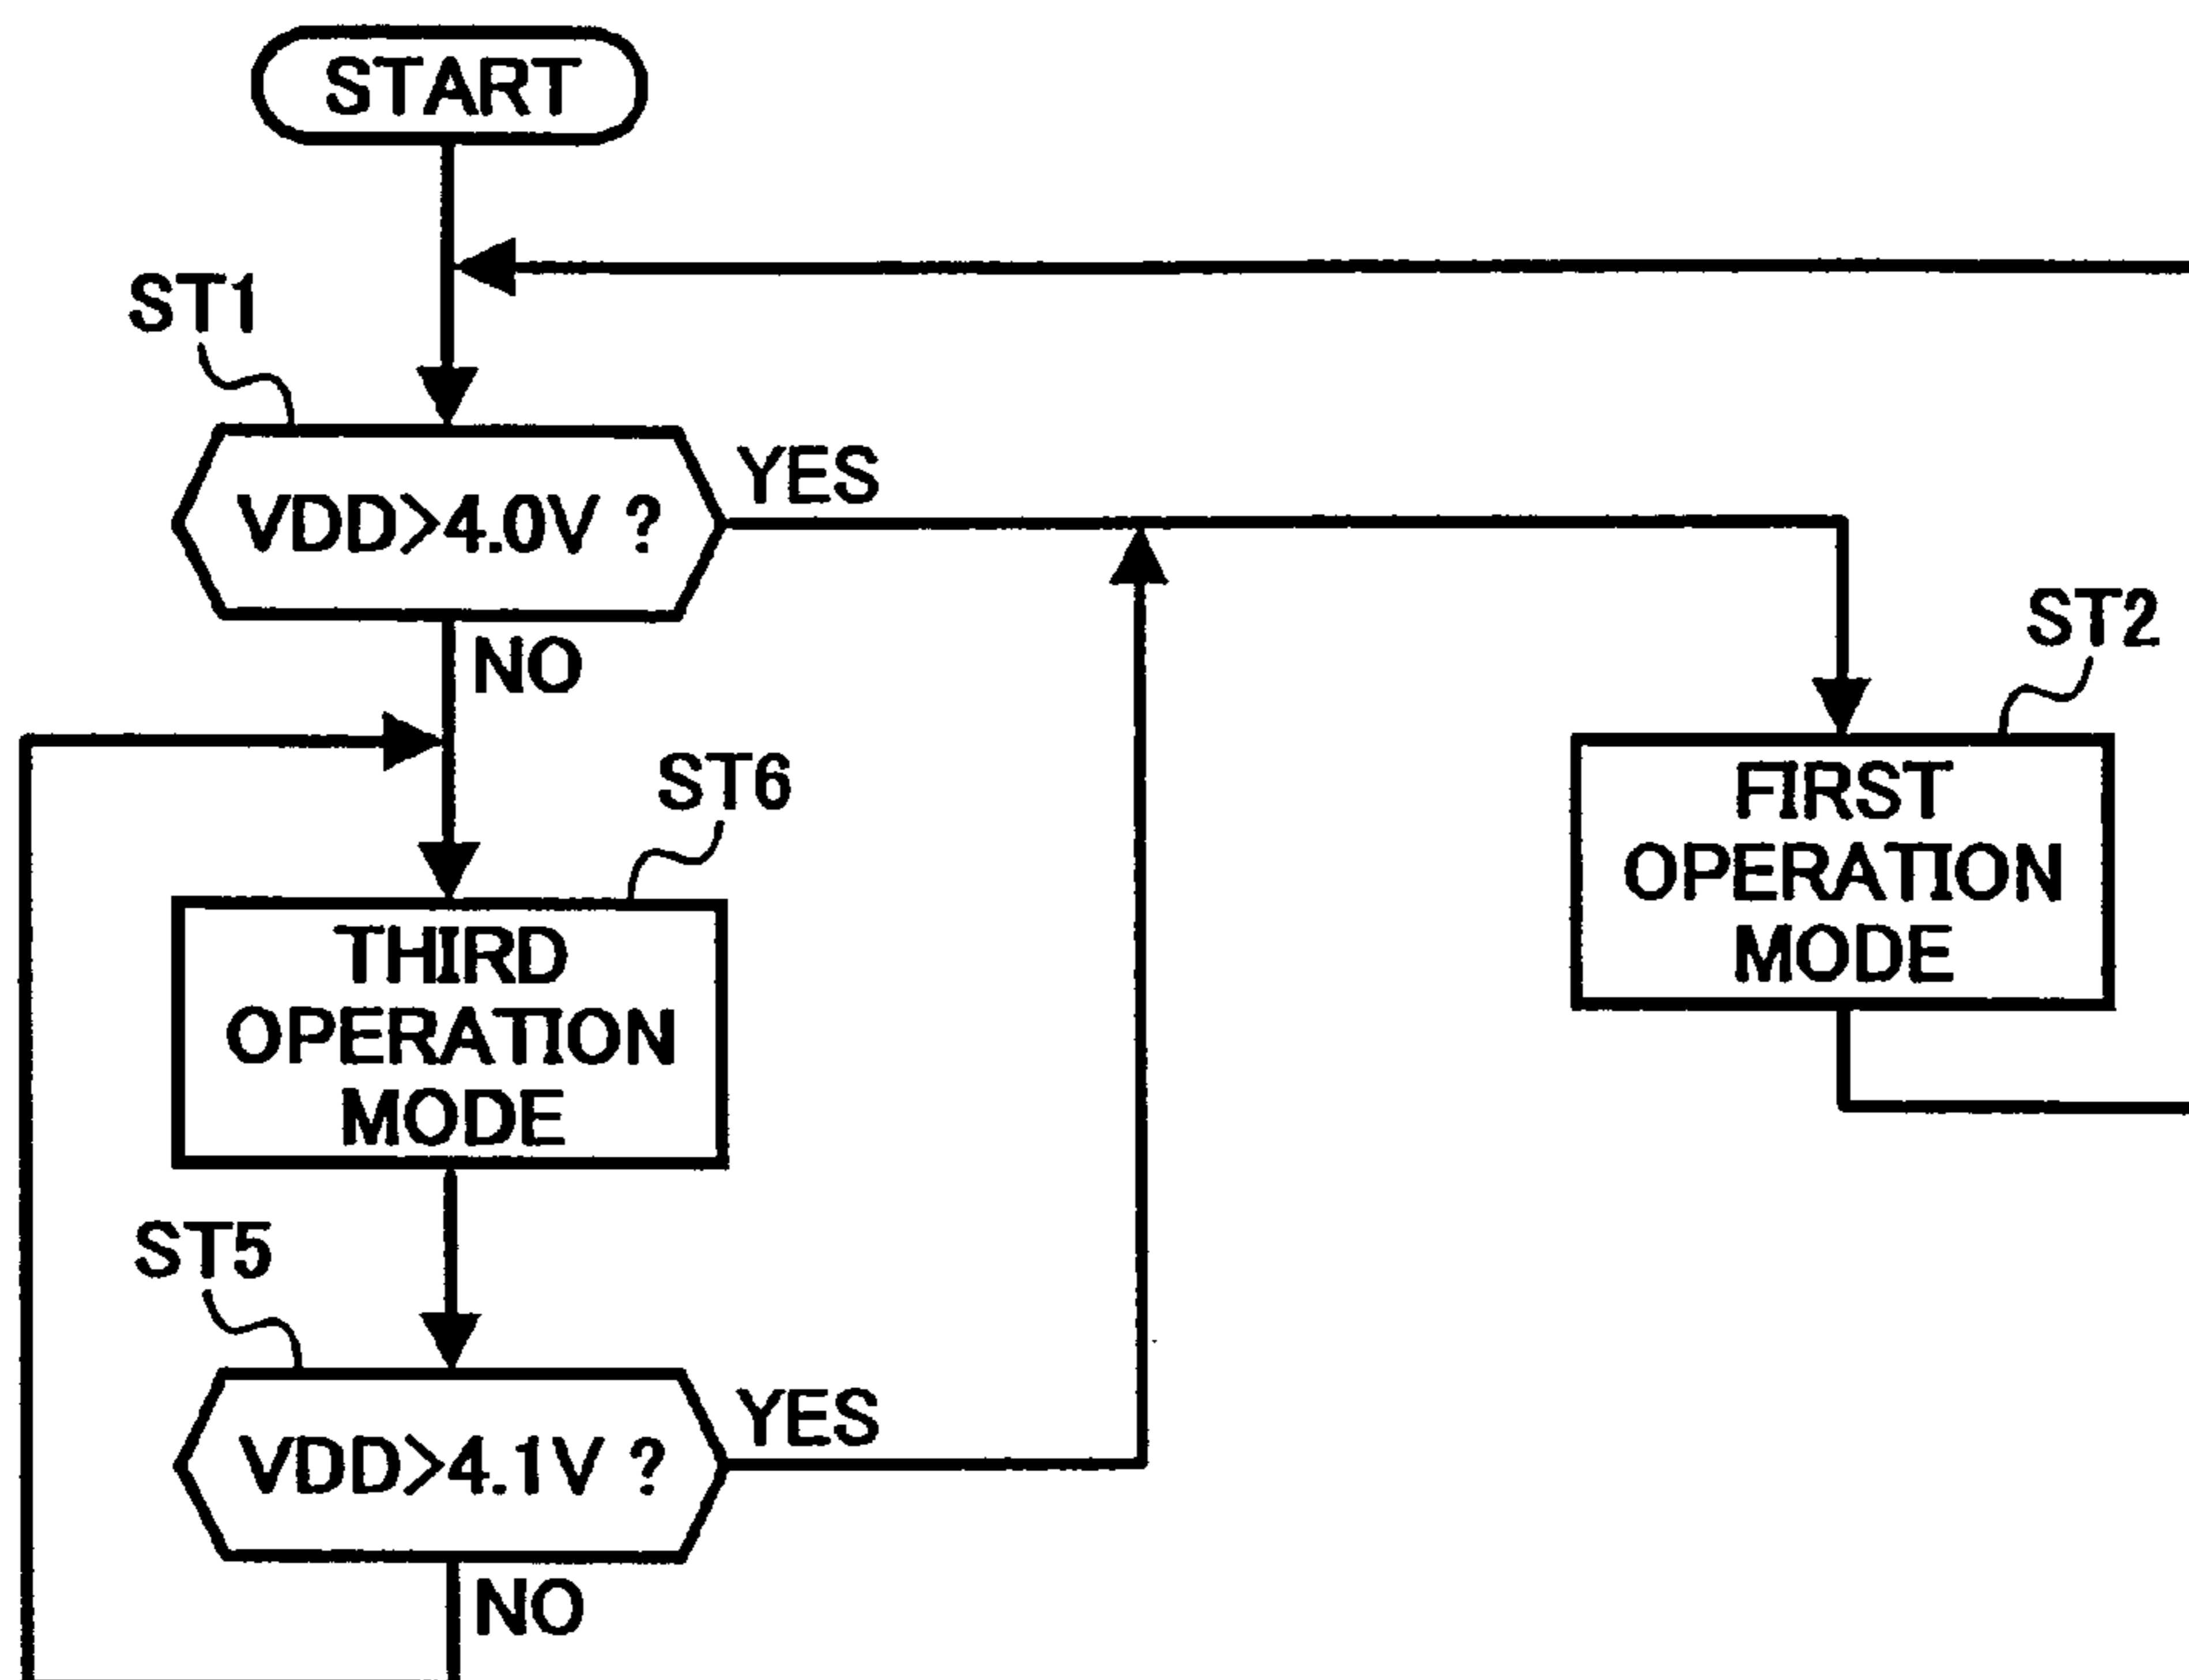 START
ST1
VDD>4.0V ?
YES
NO
ST2
FIRST
OPERATION
MODE
ST6
THIRD
OPERATION
MODE
ST5
VDD>4.1V ?
YES
NO